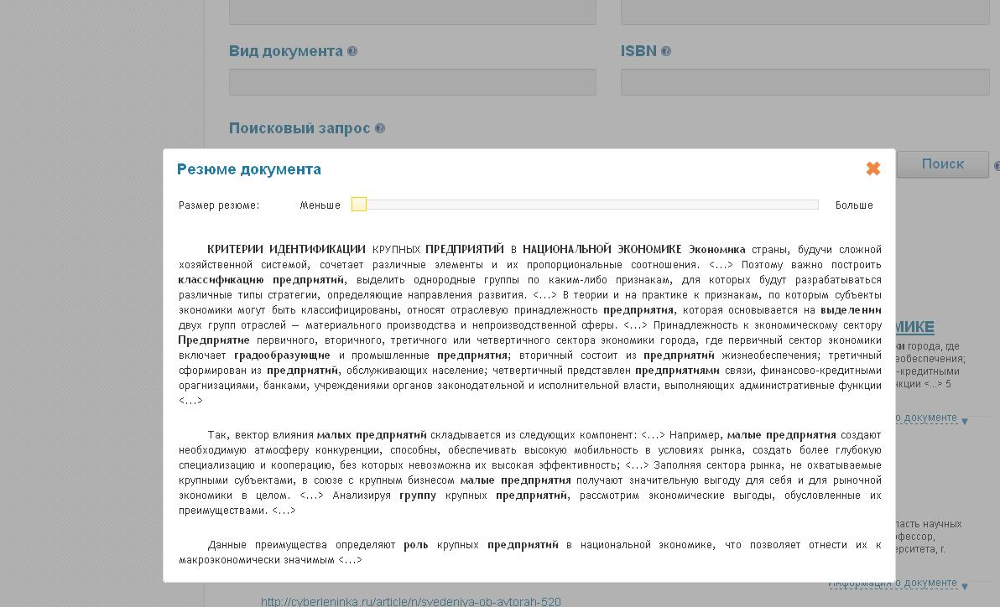 Вид документа
ISBN
Поисковый запрос
Поиск
Резюме документа
Размер резюме: Меньше Больше
КРИТЕРИИ ИДЕНТИФИКАЦИИ КРУПНЫХ ПРЕДПРИЯТИЙ В НАЦИОНАЛЬНОЙ ЭКОНОМИКЕ Экономика страны, будучи сложной
хозяйственной системой, сочетает различные элементы и их пропорциональные соотношения. <...> Поэтому важно построить
классификацию предприятий, выделить однородные группы по каким-либо признакам, для которых будут разрабатываться
различные типы стратегии, определяющие направления развития. <...> В теории и на практике к признакам, по которым субъекты
экономики могут быть классифицированы, относят отраслевую принадлежность предприятия, которая основывается на выделении
двух групп отраслей — материального производства и непроизводственной сферы. <...> Принадлежность к экономическому сектору
Предприятие первичного, вторичного, третичного или четвертичного сектора экономики города, где первичный сектор экономики
включает градообразующие и промышленные предприятия; вторичный состоит из предприятий жизнеобеспечения; третичный
сформирован из предприятий, обслуживающих население; четвертичный представлен предприятиями связи, финансово-кредитными
орагнизациями, банками, учреждениями органов законодательной и исполнительной власти, выполняющих административные функции
<...>
Так, вектор влияния малых предприятий складывается из следующих компонент: <...> Например, малые предприятия создают
необходимую атмосферу конкуренции, способны, обеспечивать высокую мобильность в условиях рынка, создать более глубокую
специализацию и кооперацию, без которых невозможна их высокая эффективность; <...> Заполняя сектора рынка, не охватываемые
крупными субъектами, в союзе с крупным бизнесом малые предприятия получают значительную выгоду для себя и для рыночной
экономики в целом. <...> Анализируя группу крупных предприятий, рассмотрим экономические выгоды, обусловленные их
преимуществами. <...>
Данные преимущества определяют роль крупных предприятий в национальной экономике, что позволяет отнести их к
макроэкономически значимым <...>
МИКЕ
ки города, где
еобеспечения;
-кредитными
нкции <...> 5
о документе
ласть научных
фессор,
ерситета, г.
Информация о документе
http://cyberleninka.ru/article/n/svedeniya-ob-avtorah-520